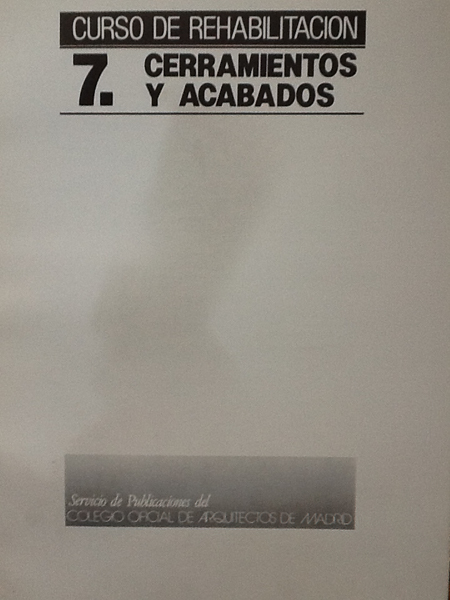 CURSO DE REHABILITACION
7. CERRAMIENTOS
Y ACABADOS
Servicio de Publicaciones del
COLEGIO OFICIAL DE ARQUITECTOS DE MADRID